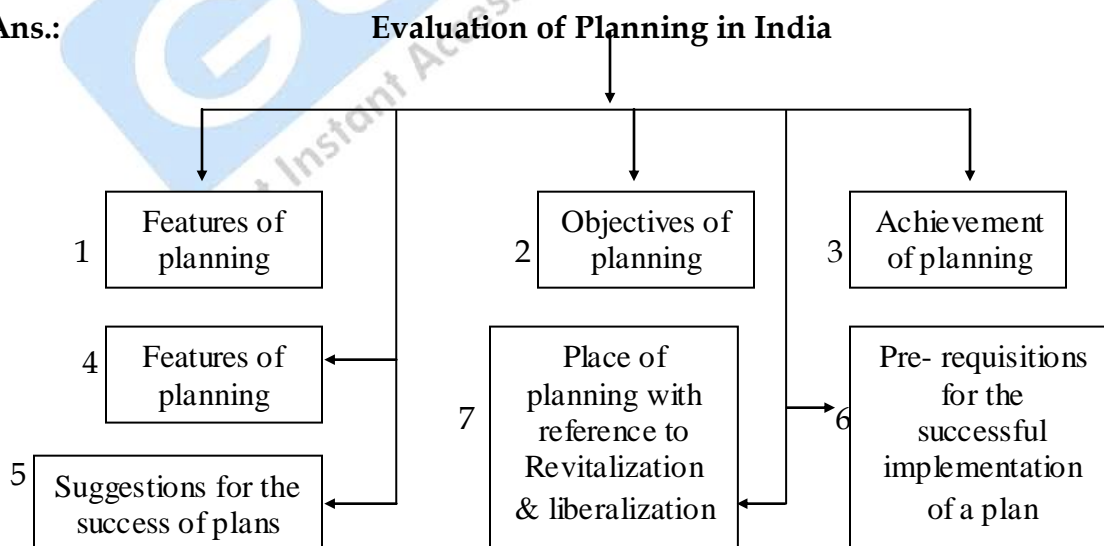 Ans.: Evaluation of Planning in India
Instant Acces
1
Features of
planning
2
Objectives of
planning
3
Achievement
of planning
4
Features of
planning
5
Suggestions for the
success of plans
7
Place of
planning with
reference to
Revitalization
& liberalization
6
Pre- requisitions
for the
successful
implementation
of a plan